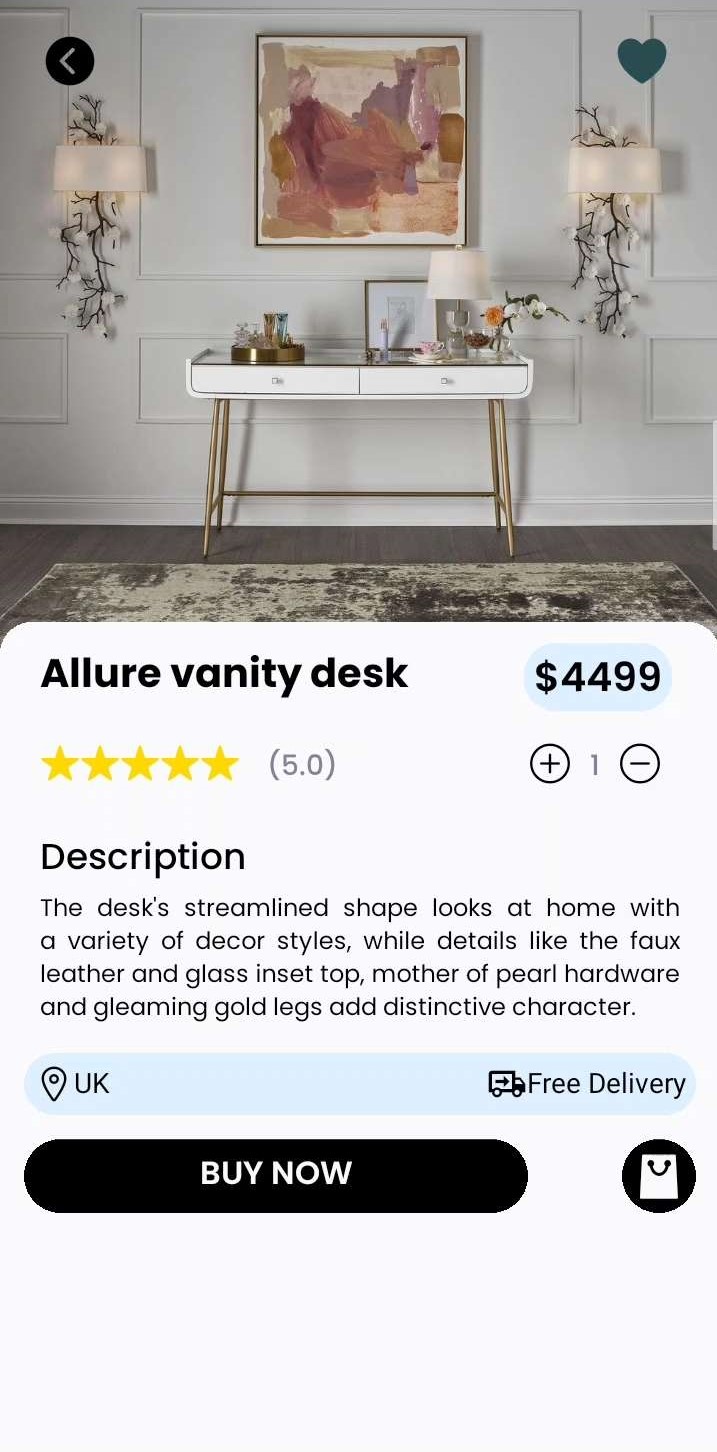 Allure vanity desk
$4499
(5.0)
1
Description
The desk's streamlined shape looks at home with
a variety of decor styles, while details like the faux
leather and glass inset top, mother of pearl hardware
and gleaming gold legs add distinctive character.
UK
Free Delivery
BUY NOW